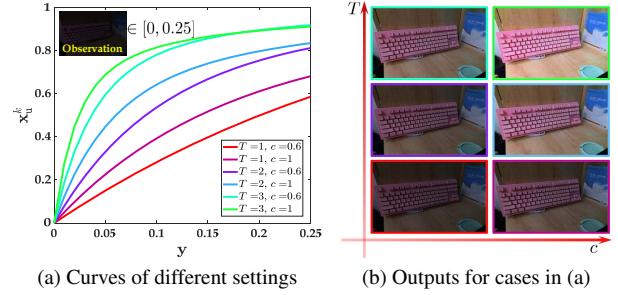 1
0.8
0.6
0.4
0.2
0
x_u^k
Observation
∈ [0, 0.25]
T =1, c =0.6
T =1, c =1
T =2, c =0.6
T =2, c =1
T =3, c =0.6
T =3, c =1
0 0.05 0.1 0.15 0.2 0.25
y
(a) Curves of different settings
T
c
(b) Outputs for cases in (a)